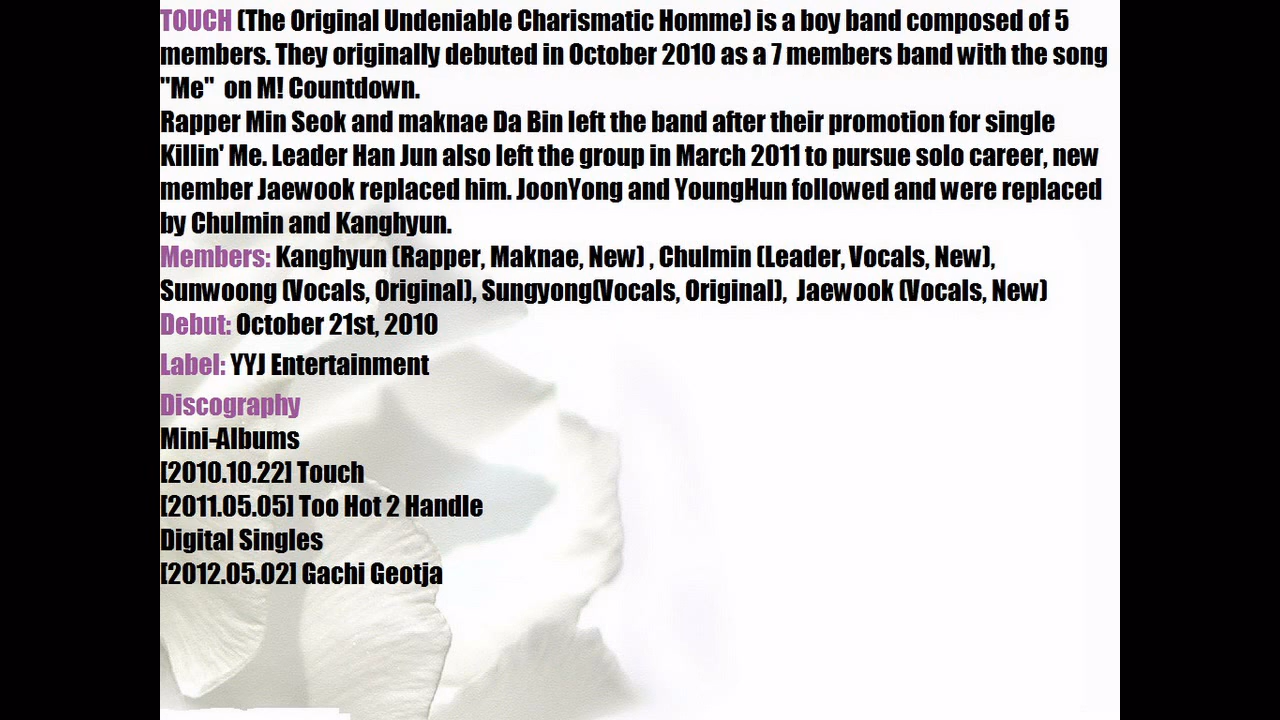 TOUCH (The Original Undeniable Charismatic Homme) is a boy band composed of 5
members. They originally debuted in October 2010 as a 7 members band with the song
"Me"  on M! Countdown.
Rapper Min Seok and maknae Da Bin left the band after their promotion for single
Killin' Me. Leader Han Jun also left the group in March 2011 to pursue solo career, new
member Jaewook replaced him. JoonYong and YoungHun followed and were replaced
by Chulmin and Kanghyun.
Members: Kanghyun (Rapper, Maknae, New) , Chulmin (Leader, Vocals, New),
Sunwoong (Vocals, Original), Sungyong(Vocals, Original),  Jaewook (Vocals, New)
Debut: October 21st, 2010
Label: YYJ Entertainment
Discography
Mini-Albums
[2010.10.22] Touch
[2011.05.05] Too Hot 2 Handle
Digital Singles
[2012.05.02] Gachi Geotja